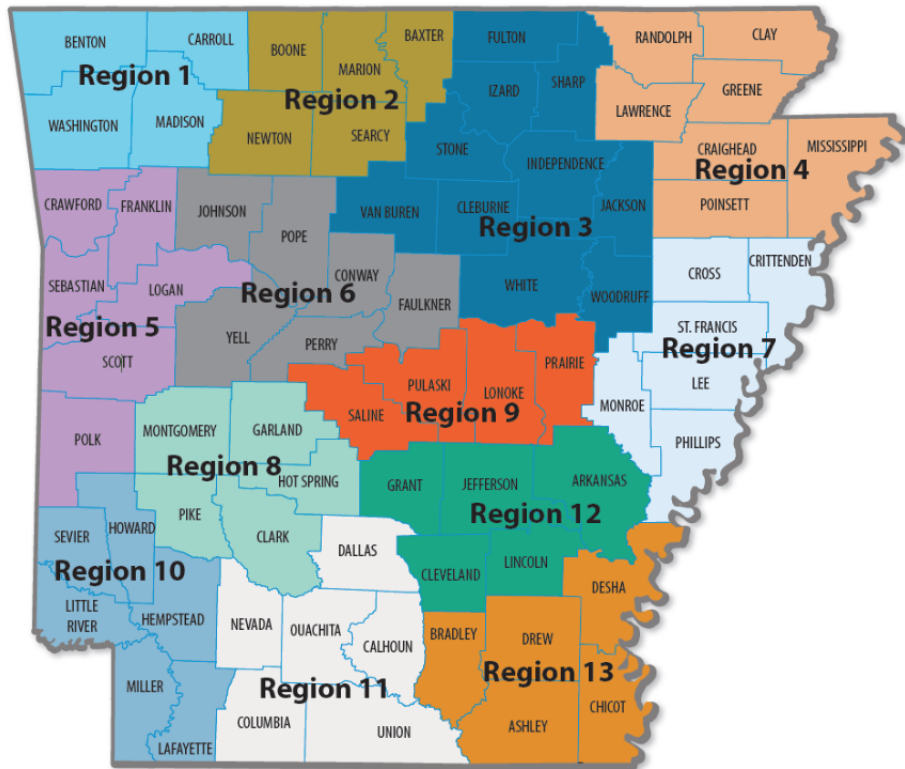 BENTON
CARROLL
Region 1
WASHINGTON
MADISON
BOONE
BAXTER
MARION
Region 2
NEWTON
SEARCY
FULTON
IZARD
SHARP
STONE
INDEPENDENCE
VAN BUREN
CLEBURNE
JACKSON
Region 3
WHITE
WOODRUFF
RANDOLPH
CLAY
GREENE
LAWRENCE
CRAIGHEAD
MISSISSIPPI
Region 4
POINSETT
CRAWFORD
FRANKLIN
SEBASTIAN
LOGAN
Region 5
SCOTT
POLK
JOHNSON
POPE
CONWAY
Region 6
FAULKNER
YELL
PERRY
CROSS
CRITTENDEN
ST. FRANCIS
Region 7
LEE
MONROE
PHILLIPS
MONTGOMERY
GARLAND
Region 8
HOT SPRING
PIKE
CLARK
PULASKI
LONOKE
PRAIRIE
SALINE
Region 9
SEVIER
HOWARD
Region 10
LITTLE
RIVER
HEMPSTEAD
MILLER
LAFAYETTE
DALLAS
NEVADA
OUACHITA
CALHOUN
Region 11
COLUMBIA
UNION
GRANT
JEFFERSON
ARKANSAS
Region 12
CLEVELAND
LINCOLN
DESHA
BRADLEY
DREW
Region 13
ASHLEY
CHICOT